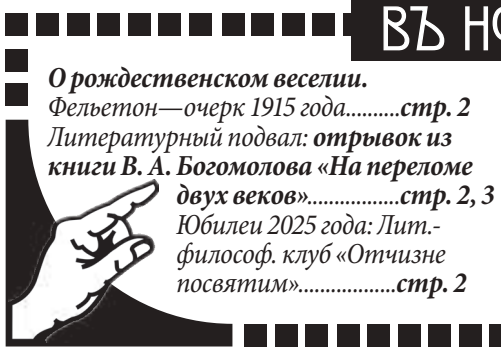 ВЪ НО
О рождественском веселии.
Фельетон—очерк 1915 года..........стр. 2
Литературный подвал: отрывок из
книги В. А. Богомолова «На переломе
двух веков»..................стр. 2, 3
Юбилеи 2025 года: Лит.-
философ. клуб «Отчизне
посвятим»..................стр. 2